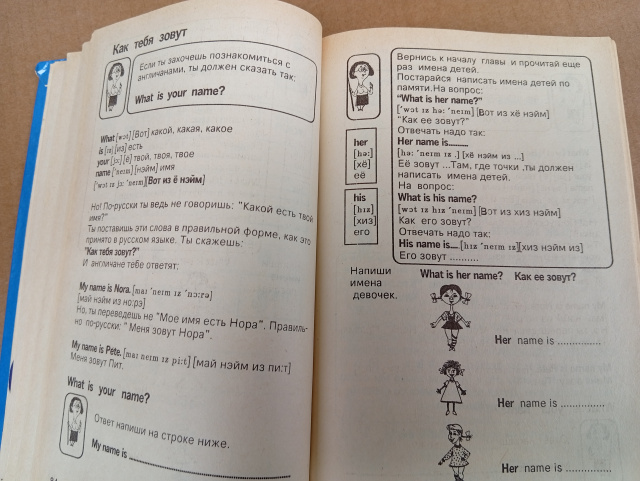 Как тебя зовут
Если ты захочешь познакомиться с
англичанами, ты должен сказать так:
What is your name?
What [wɔt] [Вот] какой, какая, какое
is [ɪz] [из] есть
your [jɔ:] [ё] твой, твоя, твое
name ['neɪm] [нэйм] имя
['wɔt ɪz jɔ: 'neɪm][Вот из ё нэйм]
Но! По-русски ты ведь не говоришь: "Какой есть твой
имя?"
Ты поставишь эти слова в правильной форме, как это
принято в русском языке. Ты скажешь:
"Как тебя зовут?"
И англичане тебе ответят:
My name is Nora. [maɪ 'neɪm ɪz 'nɔ:rə]
[май нэйм из но:рэ]
Но, ты переведешь не "Мое имя есть Нора". Правиль-
но по-русски: " Меня зовут Нора".
My name is Pete. [maɪ neɪm ɪz pi:t] [май нэйм из пи:т]
Меня зовут Пит.
What is your name?
Ответ напиши на строке ниже.
My name is
Вернись к началу главы и прочитай еще
раз имена детей.
Постарайся написать имена детей по
памяти.На вопрос:
"What is her name?"
['wɔt ɪz hə: 'neɪm] [Вот из хё нэйм]
"Как ее зовут?"
Отвечать надо так:
Her name is.........
[hə: 'neɪm ɪz .] [хё нэйм из ...]
Её зовут ...Там, где точки ,ты должен
написать имена детей.
На вопрос:
What is his name?
[wɔt ɪz hɪz 'neɪm] [Вот из хиз нэйм]
Как его зовут?
Отвечать надо так:
His name is.... [hɪz 'neɪm ɪz][хиз нэйм из]
Его зовут ..........
her
[hə:]
[хё]
её
his
[hɪz]
[хиз]
его
Напиши
имена
девочек.
What is her name? Как ее зовут?
Her name is ..............
Her name is ..............
Her name is ..............